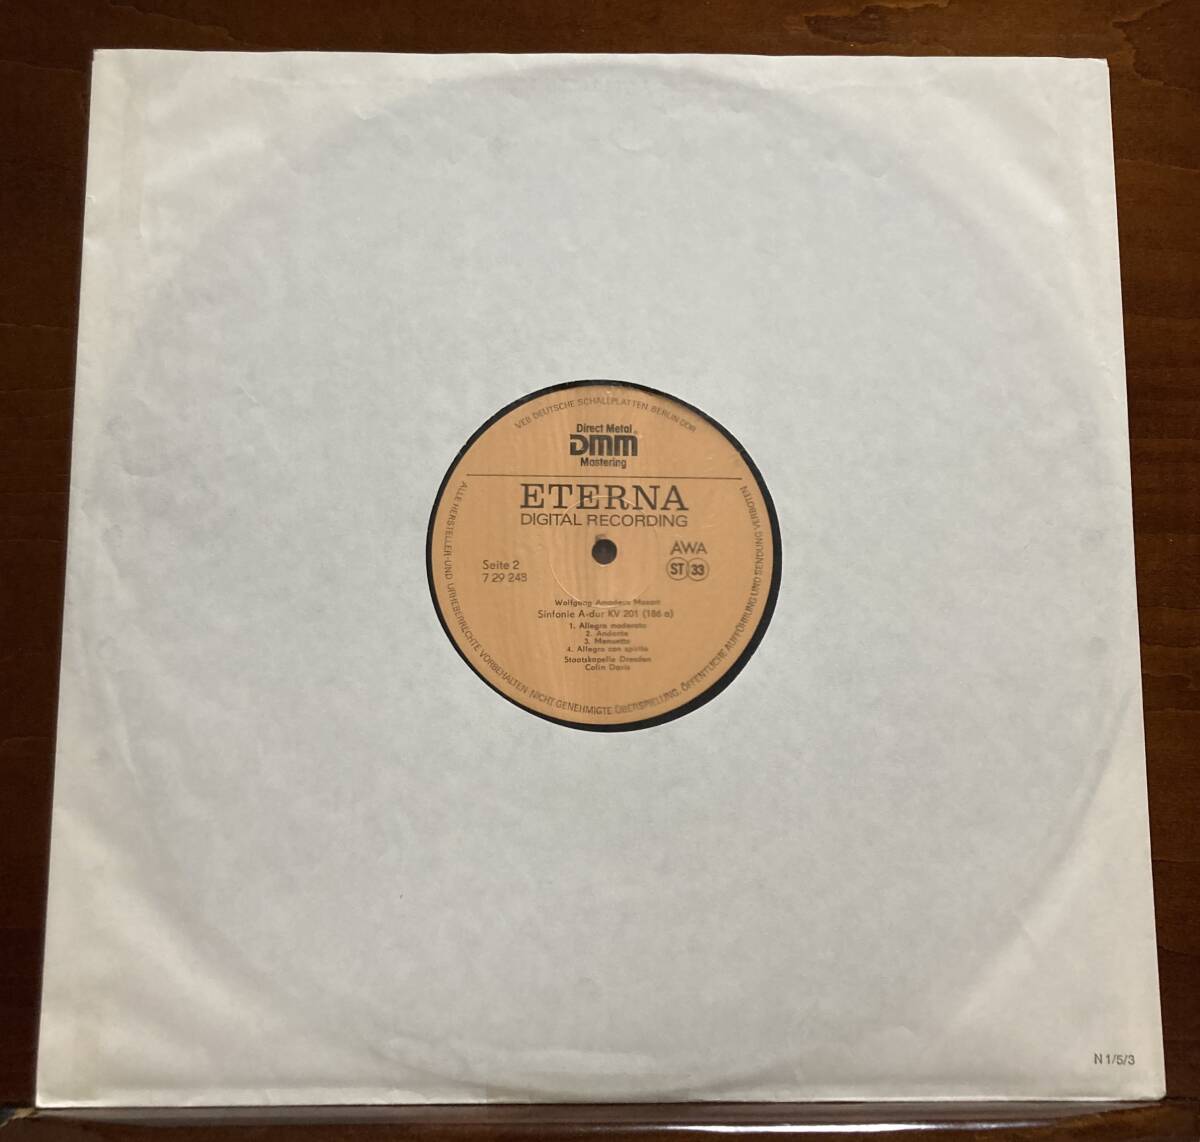 VEB DEUTSCHE SCHALLPLATTEN BERLIN DDR
Direct Metal
DMM
Mastering
ETERNA
DIGITAL RECORDING
Seite 2
7 29 243
AWA
ST 33
Wolfgang Amadeus Mozart
Sinfonie A-dur KV 201 (186 a)
1. Allegro moderato
2. Andante
3. Menuetto
4. Allegro con spirito
Staatskapelle Dresden
Colin Davis
ALLE HERSTELLER-UND URHEBERRECHTE VORBEHALTEN. NICHT GENEHMIGTE ÜBERSPIELUNG, ÖFFENTLICHE AUFFÜHRUNG UND SENDUNG VERBOTEN
N 1/5/3